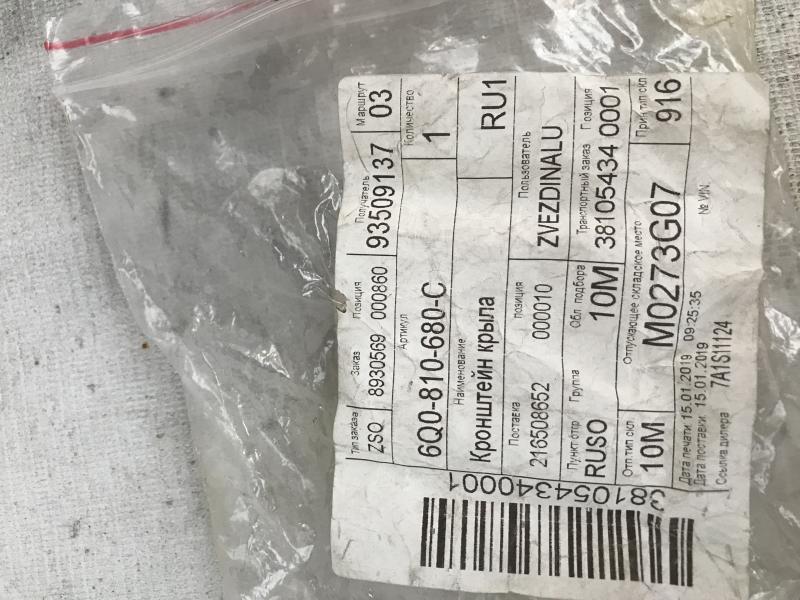 Тип заказа Заказ Позиция Получатель Маршрут
ZSO 8930569 000860 93509137 03
Артикул Количество
6Q0-810-680-C 1
Наименование
Кронштейн крыла RU1
Поставка позиция Пользователь
216508652 000010 ZVEZDINALU
Пункт отгр Группа Обл. подбора Транспортный заказ Позиция
RUSO 10M 38105434 0001
Отп.тип скл. Отпускающее складское место Прин.тип скл
10M M0273G07 916
Дата печати 15.01.2019 09:25:35 № VIN:
Дата поставки 15.01.2019
Ссылка дилера 7A1S11124
381054340001